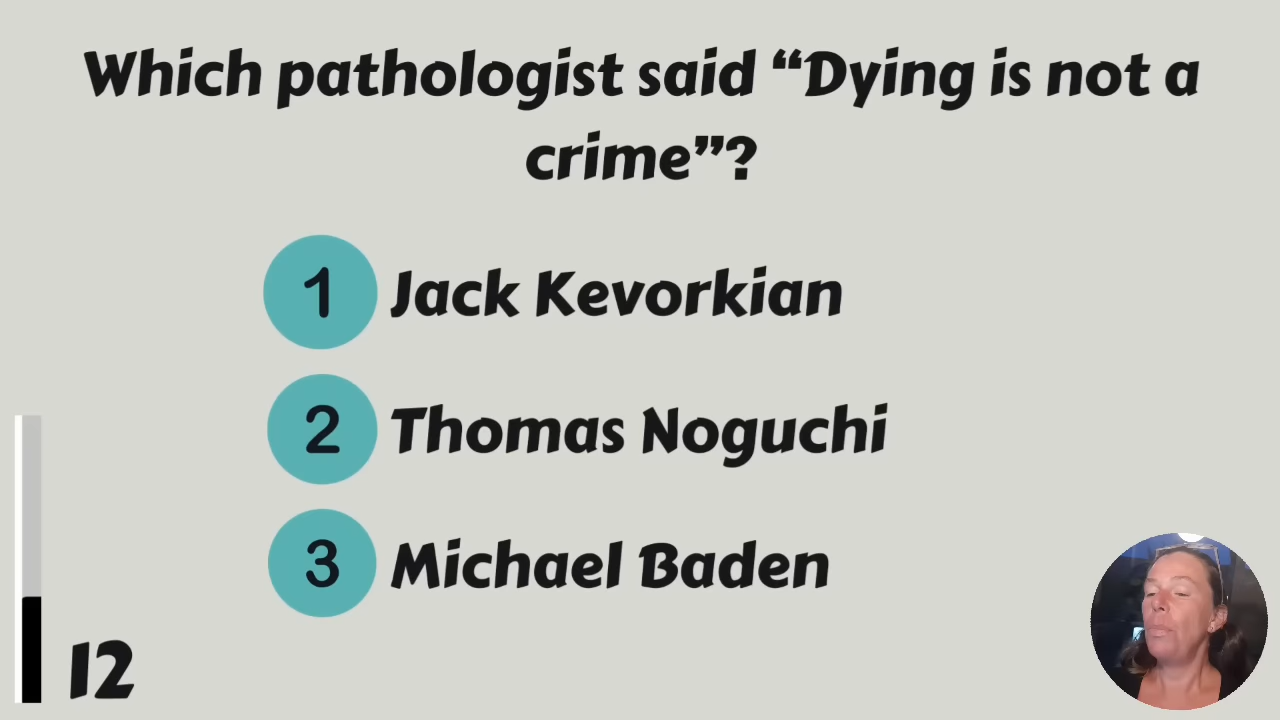 Which pathologist said “Dying is not a
crime”?
1 Jack Kevorkian
2 Thomas Noguchi
3 Michael Baden
12